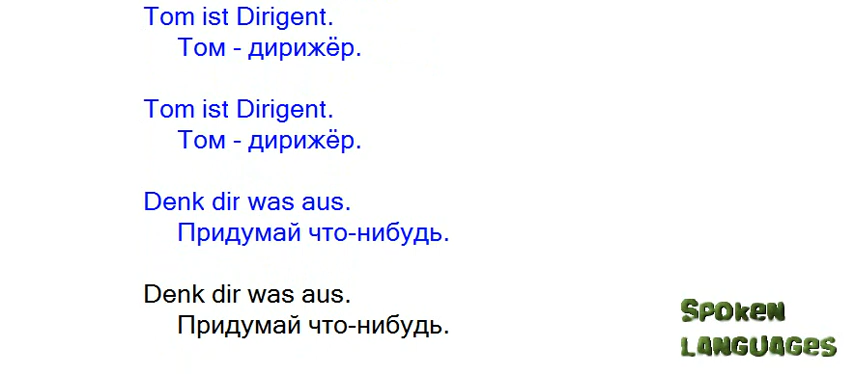 Tom ist Dirigent.
Том - дирижёр.
Tom ist Dirigent.
Том - дирижёр.
Denk dir was aus.
Придумай что-нибудь.
Denk dir was aus.
Придумай что-нибудь.
Spoken
Languages